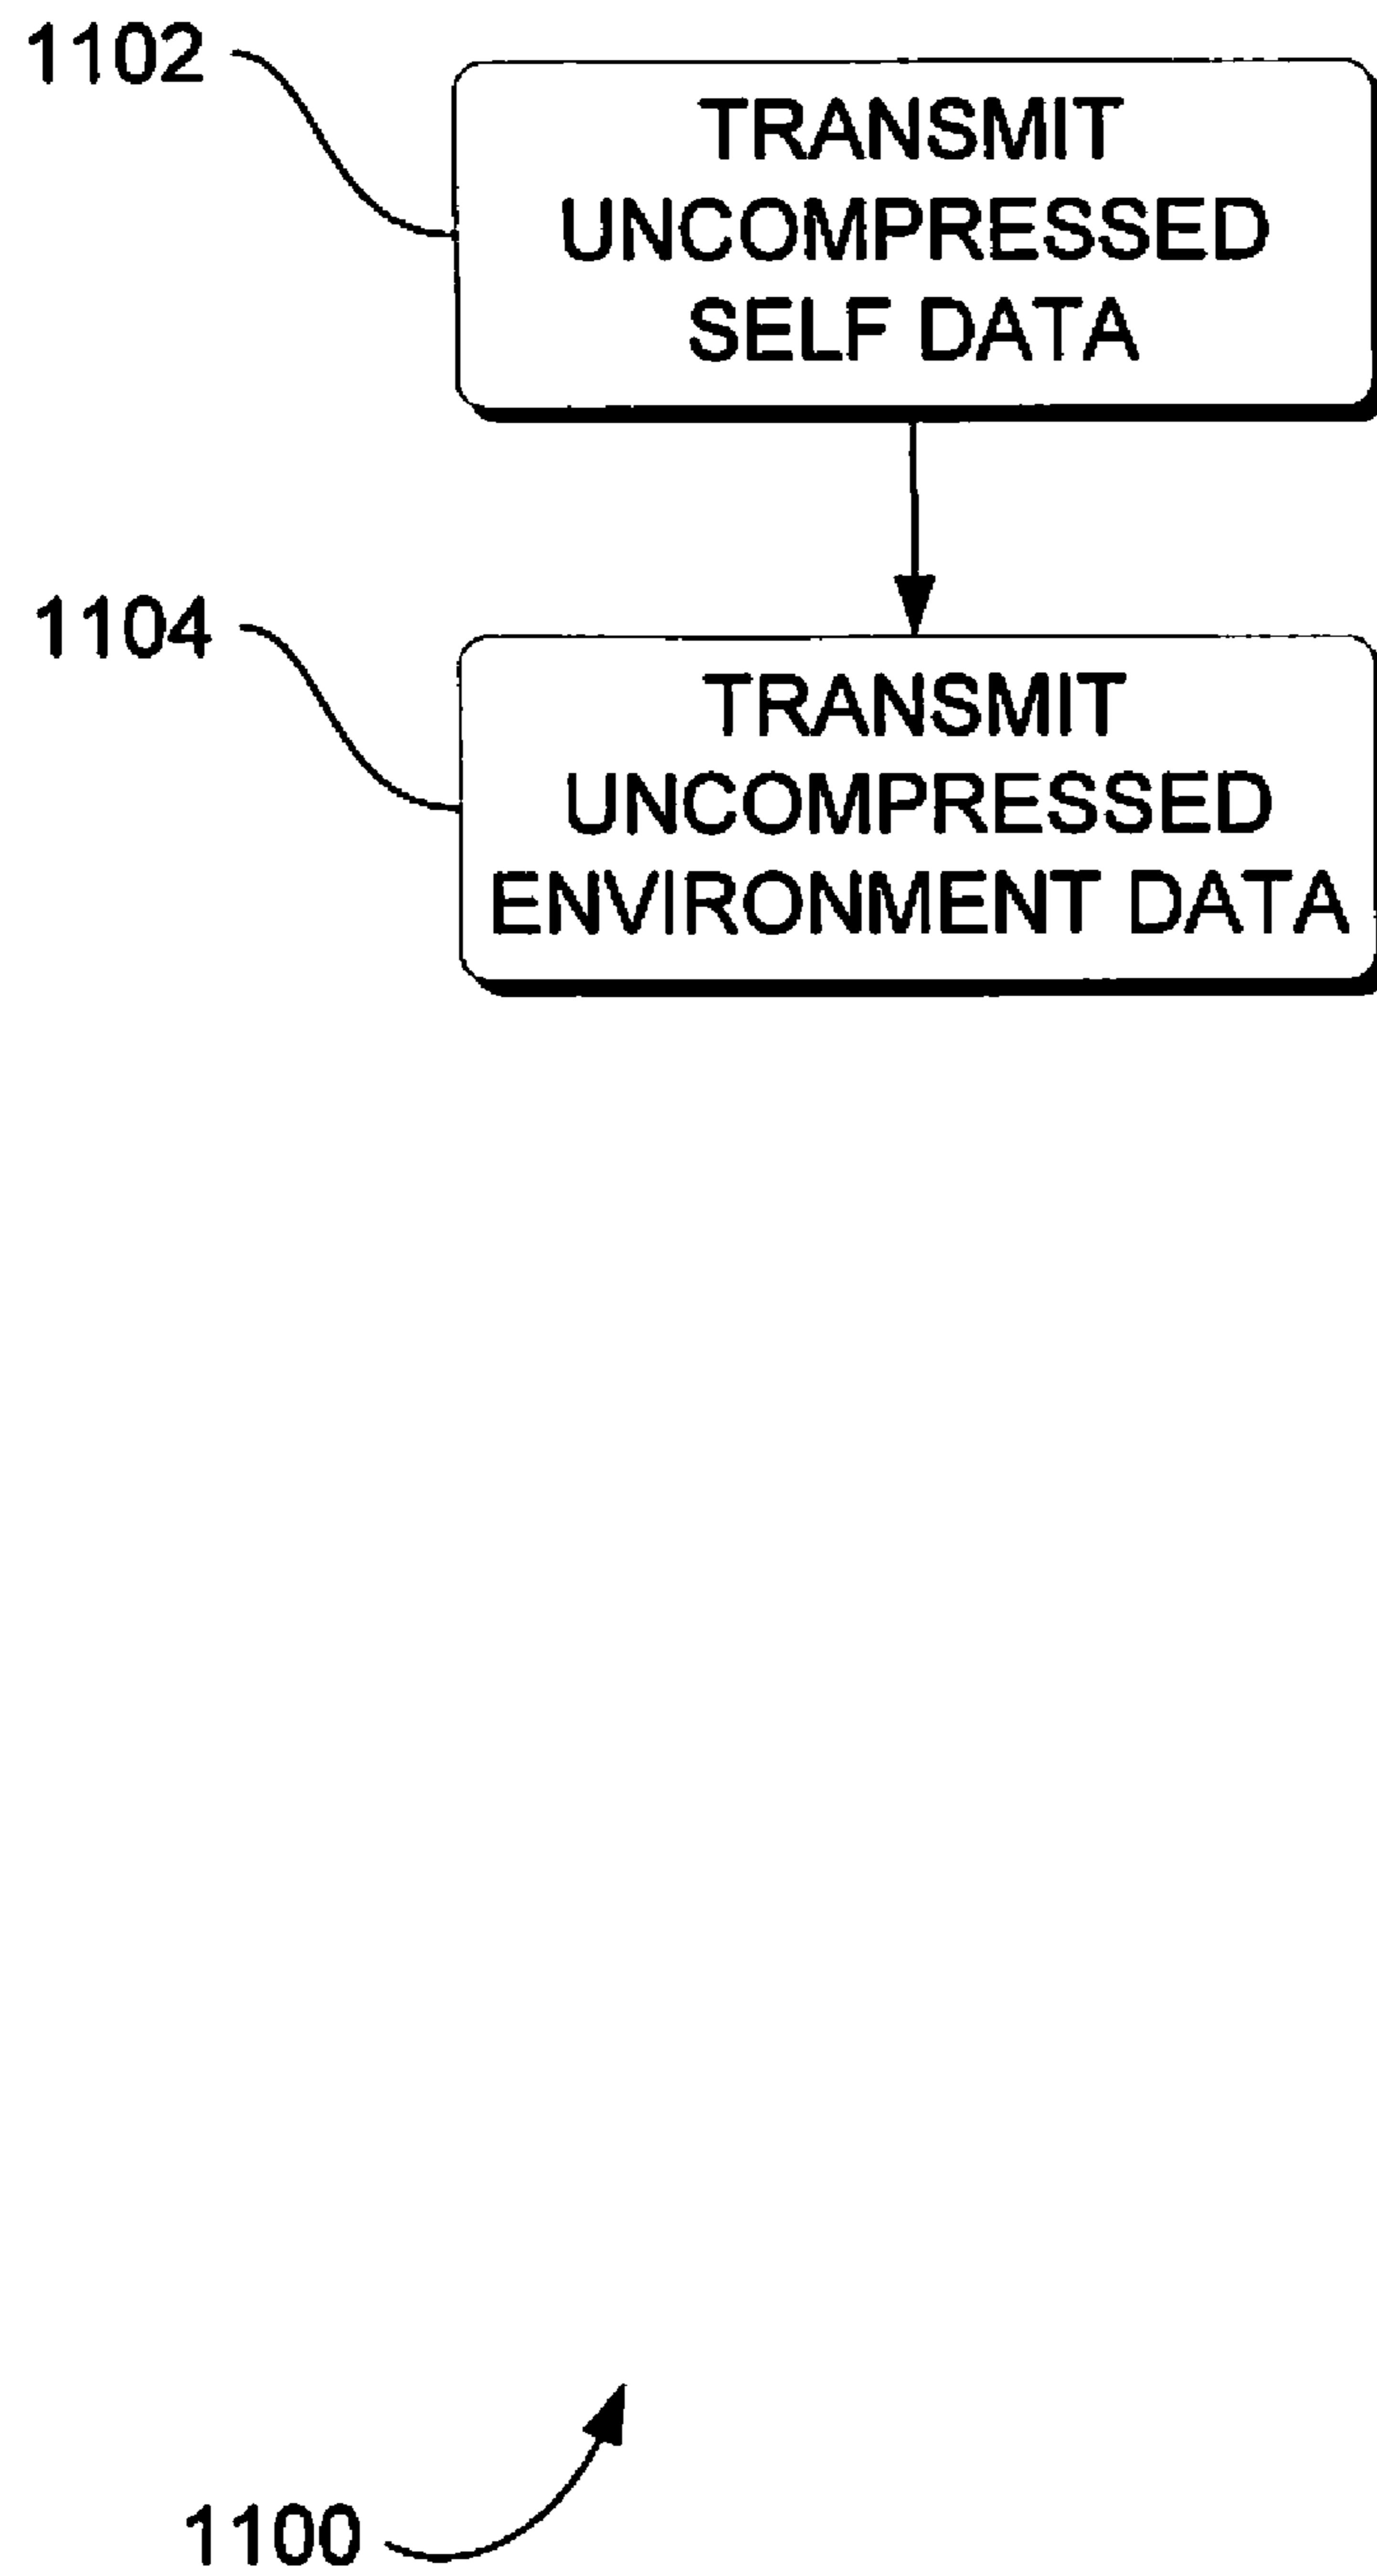 1102
TRANSMIT
UNCOMPRESSED
SELF DATA
1104
TRANSMIT
UNCOMPRESSED
ENVIRONMENT DATA
1100